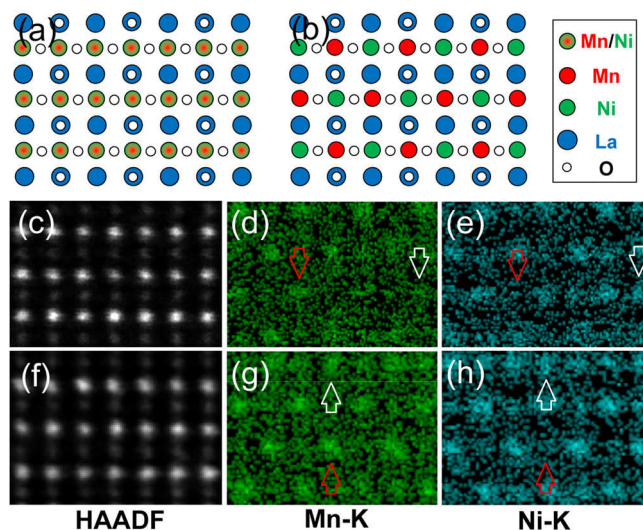 (a)
(b)
Mn/Ni
Mn
Ni
La
O
(c)
(d)
(e)
(f)
(g)
(h)
HAADF
Mn-K
Ni-K